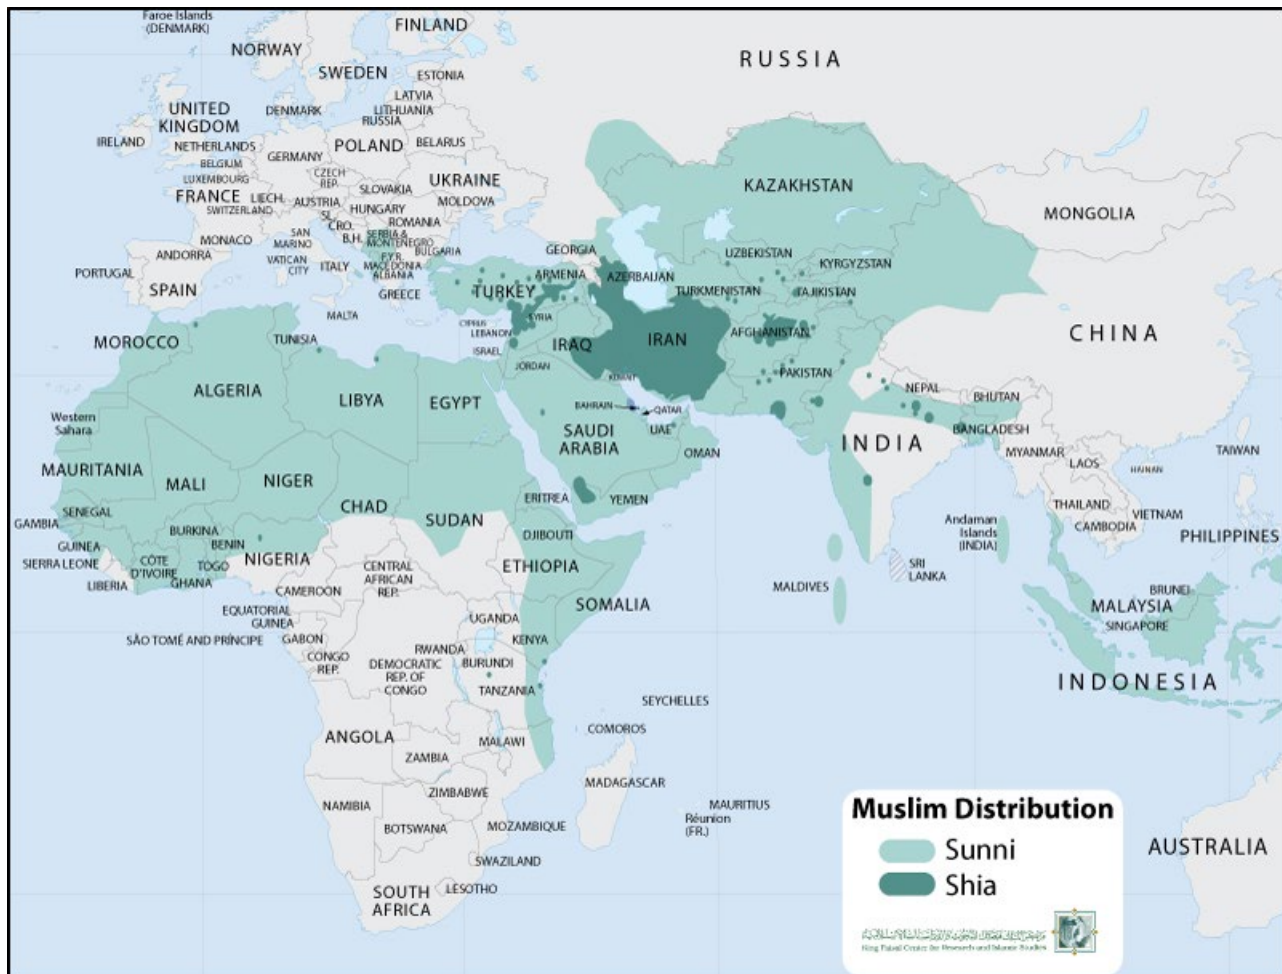 Faroe Islands
(DENMARK)
FINLAND
NORWAY
SWEDEN
ESTONIA
RUSSIA
LATVIA
LITHUANIA
RUSSIA
DENMARK
UNITED
KINGDOM
IRELAND
NETHERLANDS
BELGIUM
LUXEMBOURG
GERMANY
POLAND
BELARUS
CZECH
REP.
UKRAINE
SLOVAKIA
FRANCE
LIECH.
SWITZERLAND
AUSTRIA
HUNGARY
MOLDOVA
SL.
CRO.
ROMANIA
B.H.
SERBIA &
MONTENEGRO
BULGARIA
MONACO
SAN
MARINO
ANDORRA
VATICAN
CITY
ITALY
F.Y.R.
MACEDONIA
ALBANIA
PORTUGAL
SPAIN
GREECE
MALTA
KAZAKHSTAN
MONGOLIA
GEORGIA
ARMENIA
AZERBAIJAN
UZBEKISTAN
KYRGYZSTAN
TURKEY
TURKMENISTAN
TAJIKISTAN
CYPRUS
SYRIA
LEBANON
ISRAEL
IRAQ
IRAN
AFGHANISTAN
CHINA
JORDAN
KUWAIT
PAKISTAN
NEPAL
BHUTAN
MOROCCO
TUNISIA
ALGERIA
LIBYA
EGYPT
Western
Sahara
BAHRAIN
QATAR
SAUDI
ARABIA
UAE
OMAN
INDIA
BANGLADESH
MYANMAR
LAOS
HAINAN
TAIWAN
MAURITANIA
MALI
NIGER
CHAD
SUDAN
ERITREA
YEMEN
THAILAND
VIETNAM
CAMBODIA
PHILIPPINES
SENEGAL
GAMBIA
BURKINA
BENIN
DJIBOUTI
Andaman
Islands
(INDIA)
GUINEA
SIERRA LEONE
CÔTE
D'IVOIRE
TOGO
GHANA
LIBERIA
NIGERIA
CENTRAL
AFRICAN
REP.
ETHIOPIA
SOMALIA
MALDIVES
SRI
LANKA
CAMEROON
EQUATORIAL
GUINEA
BRUNEI
MALAYSIA
SINGAPORE
SÃO TOMÉ AND PRÍNCIPE
GABON
CONGO
REP.
UGANDA
KENYA
RWANDA
BURUNDI
DEMOCRATIC
REP. OF
CONGO
TANZANIA
INDONESIA
SEYCHELLES
COMOROS
ANGOLA
ZAMBIA
MALAWI
MADAGASCAR
ZIMBABWE
NAMIBIA
BOTSWANA
MOZAMBIQUE
MAURITIUS
Réunion
(FR.)
SWAZILAND
LESOTHO
SOUTH
AFRICA
AUSTRALIA
Muslim Distribution
Sunni
Shia
King Faisal Center for Research and Islamic Studies